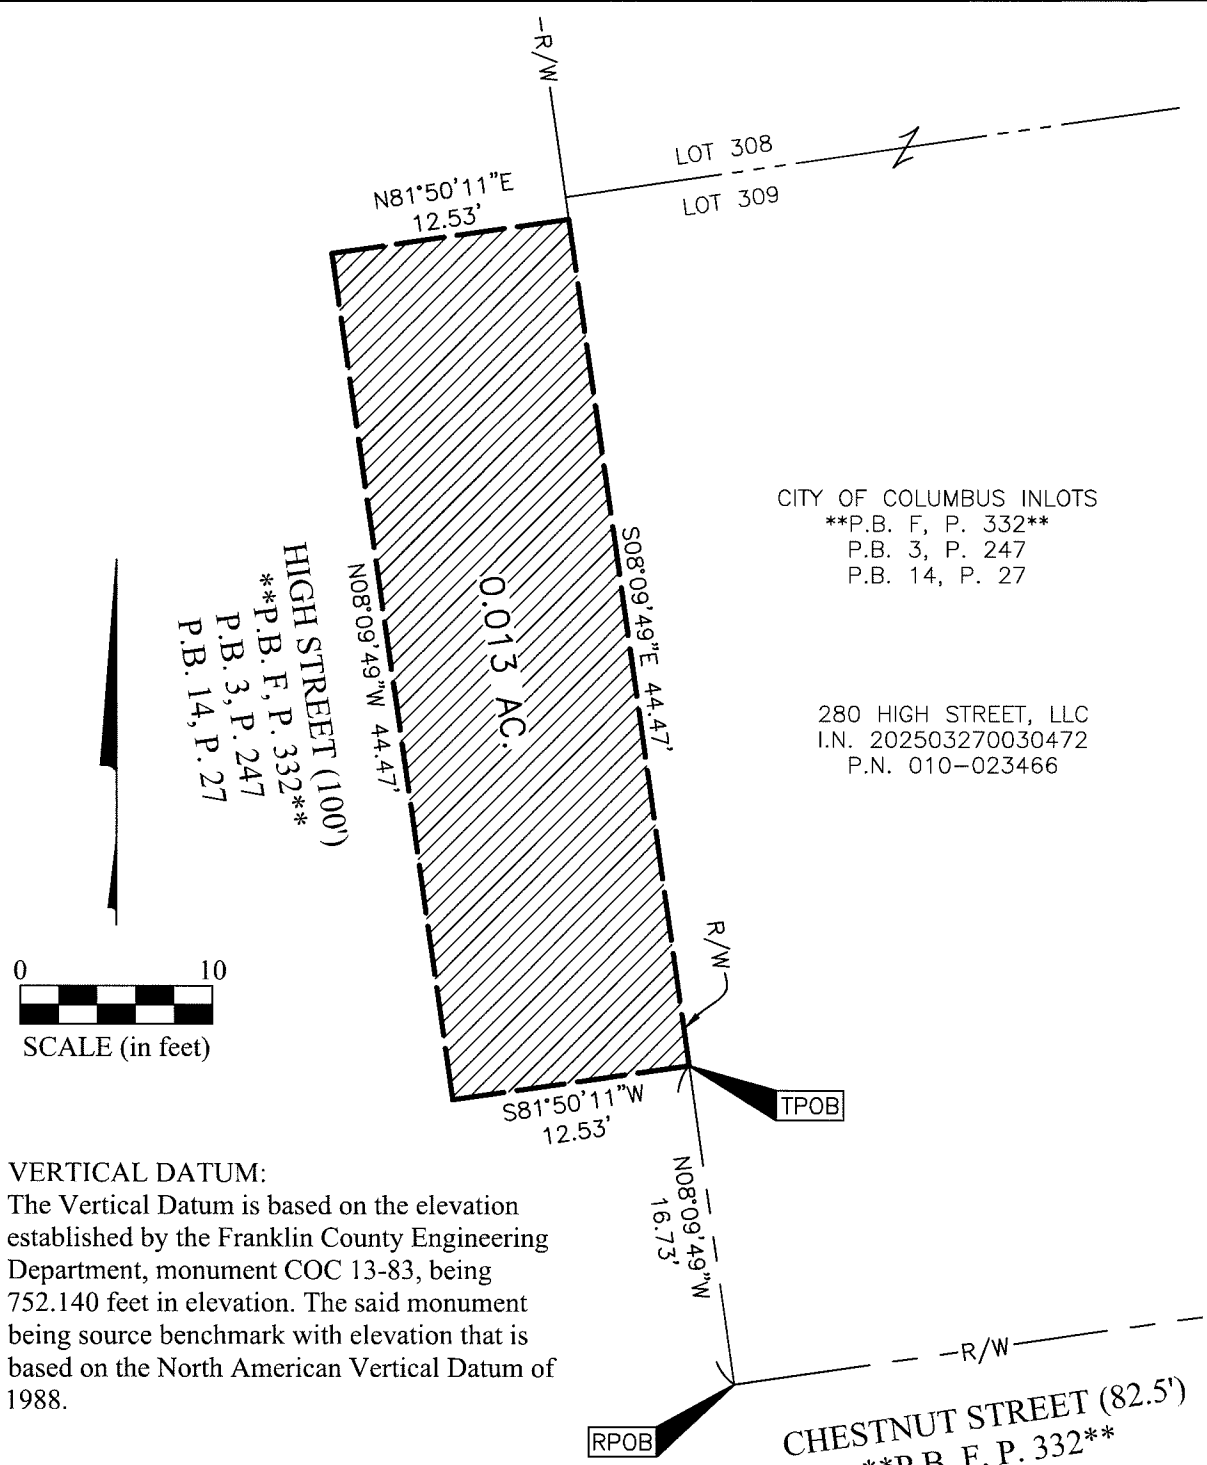 -R/W
LOT 308
LOT 309
N81°50'11"E
12.53'
CITY OF COLUMBUS INLOTS
**P.B. F, P. 332**
P.B. 3, P. 247
P.B. 14, P. 27
S08°09'49"E 44.47'
0.013 AC.
N08°09'49"W 44.47'
HIGH STREET (100')
**P.B. F, P. 332**
P.B. 3, P. 247
P.B. 14, P. 27
280 HIGH STREET, LLC
I.N. 202503270030472
P.N. 010-023466
R/W
0 10
SCALE (in feet)
TPOB
S81°50'11"W
12.53'
N08°09'49"W
16.73'
VERTICAL DATUM:
The Vertical Datum is based on the elevation
established by the Franklin County Engineering
Department, monument COC 13-83, being
752.140 feet in elevation. The said monument
being source benchmark with elevation that is
based on the North American Vertical Datum of
1988.
-R/W
RPOB
CHESTNUT STREET (82.5')
**P.B. F, P. 332**